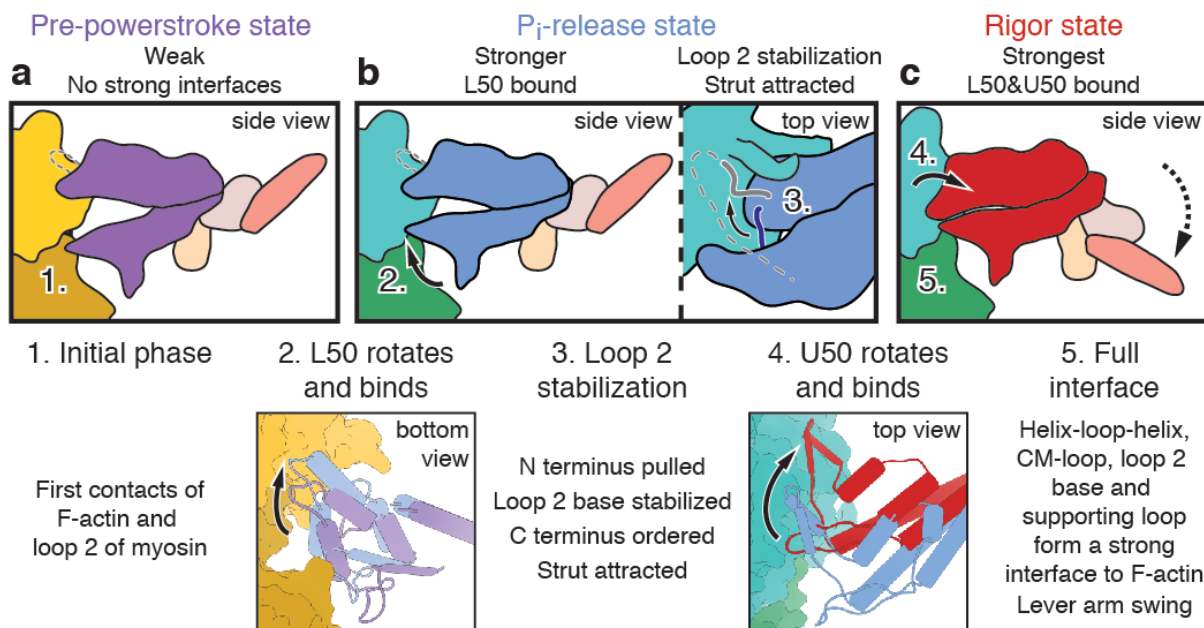 Pre-powerstroke state
Pi-release state
Rigor state
a
Weak
No strong interfaces
b
Stronger
L50 bound
Loop 2 stabilization
Strut attracted
c
Strongest
L50&U50 bound
side view
1.
side view
2.
top view
3.
side view
4.
5.
1. Initial phase
First contacts of
F-actin and
loop 2 of myosin
2. L50 rotates
and binds
bottom
view
3. Loop 2
stabilization
N terminus pulled
Loop 2 base stabilized
C terminus ordered
Strut attracted
4. U50 rotates
and binds
top view
5. Full
interface
Helix-loop-helix,
CM-loop, loop 2
base and
supporting loop
form a strong
interface to F-actin
Lever arm swing